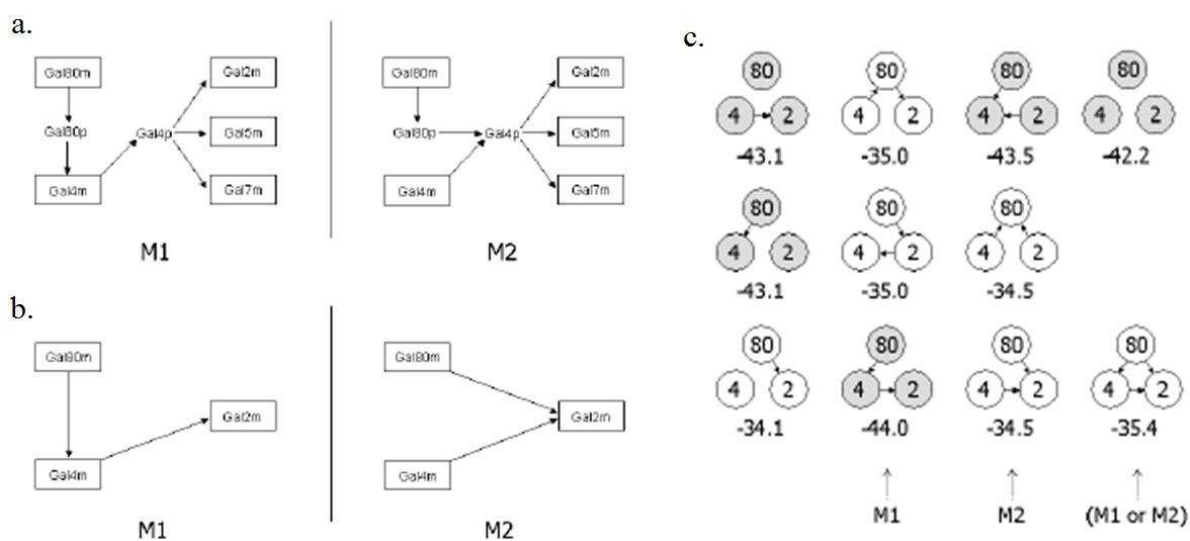 a.
Gal80m
Gal80p
Gal4m
Gal4p
Gal2m
Gal5m
Gal7m
M1
Gal80m
Gal80p
Gal4m
Gal4p
Gal2m
Gal5m
Gal7m
M2
b.
Gal80m
Gal4m
Gal2m
M1
Gal80m
Gal4m
Gal2m
M2
c.
80 80 80 80
4 2 4 2 4 2 4 2
-43.1 -35.0 -43.5 -42.2
80 80 80
4 2 4 2 4 2
-43.1 -35.0 -34.5
80 80 80 80
4 2 4 2 4 2 4 2
-34.1 -44.0 -34.5 -35.4
M1 M2 (M1 or M2)